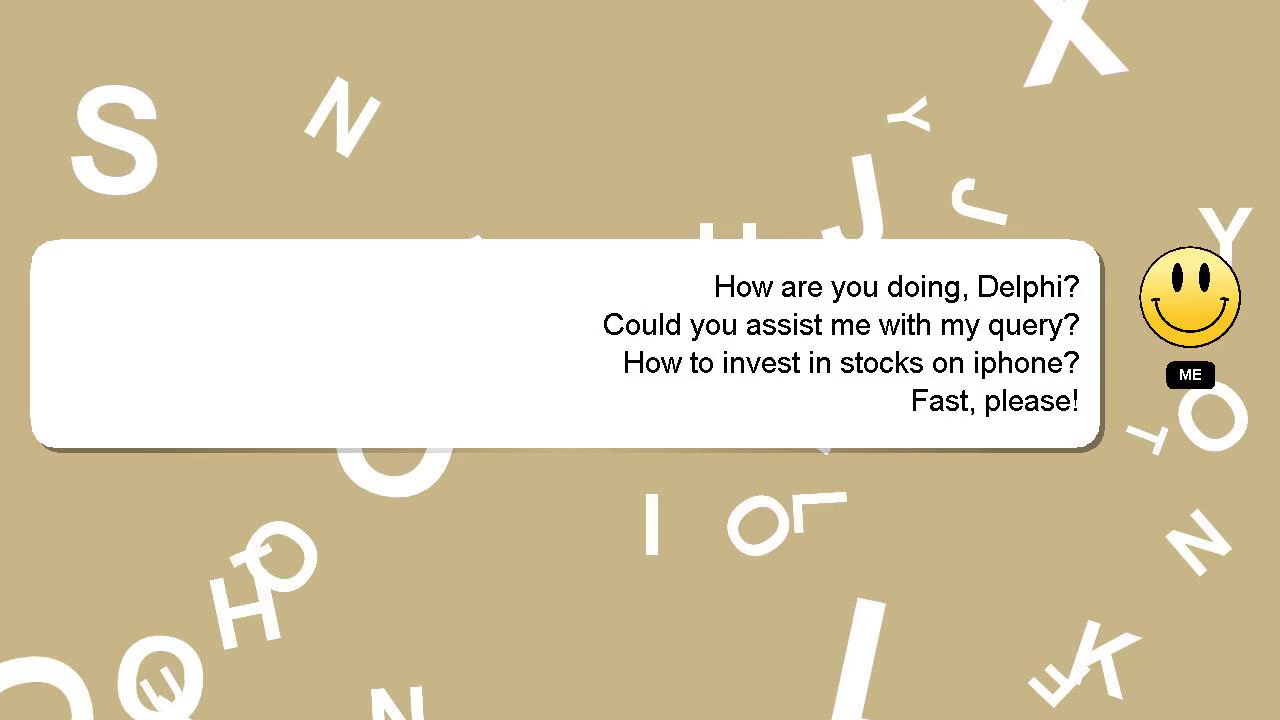 How are you doing, Delphi?
Could you assist me with my query?
How to invest in stocks on iphone?
Fast, please!
ME
S
N
X
Y
J
J
Y
O
T
I
O
L
N
O
H
T
O
K
E
N